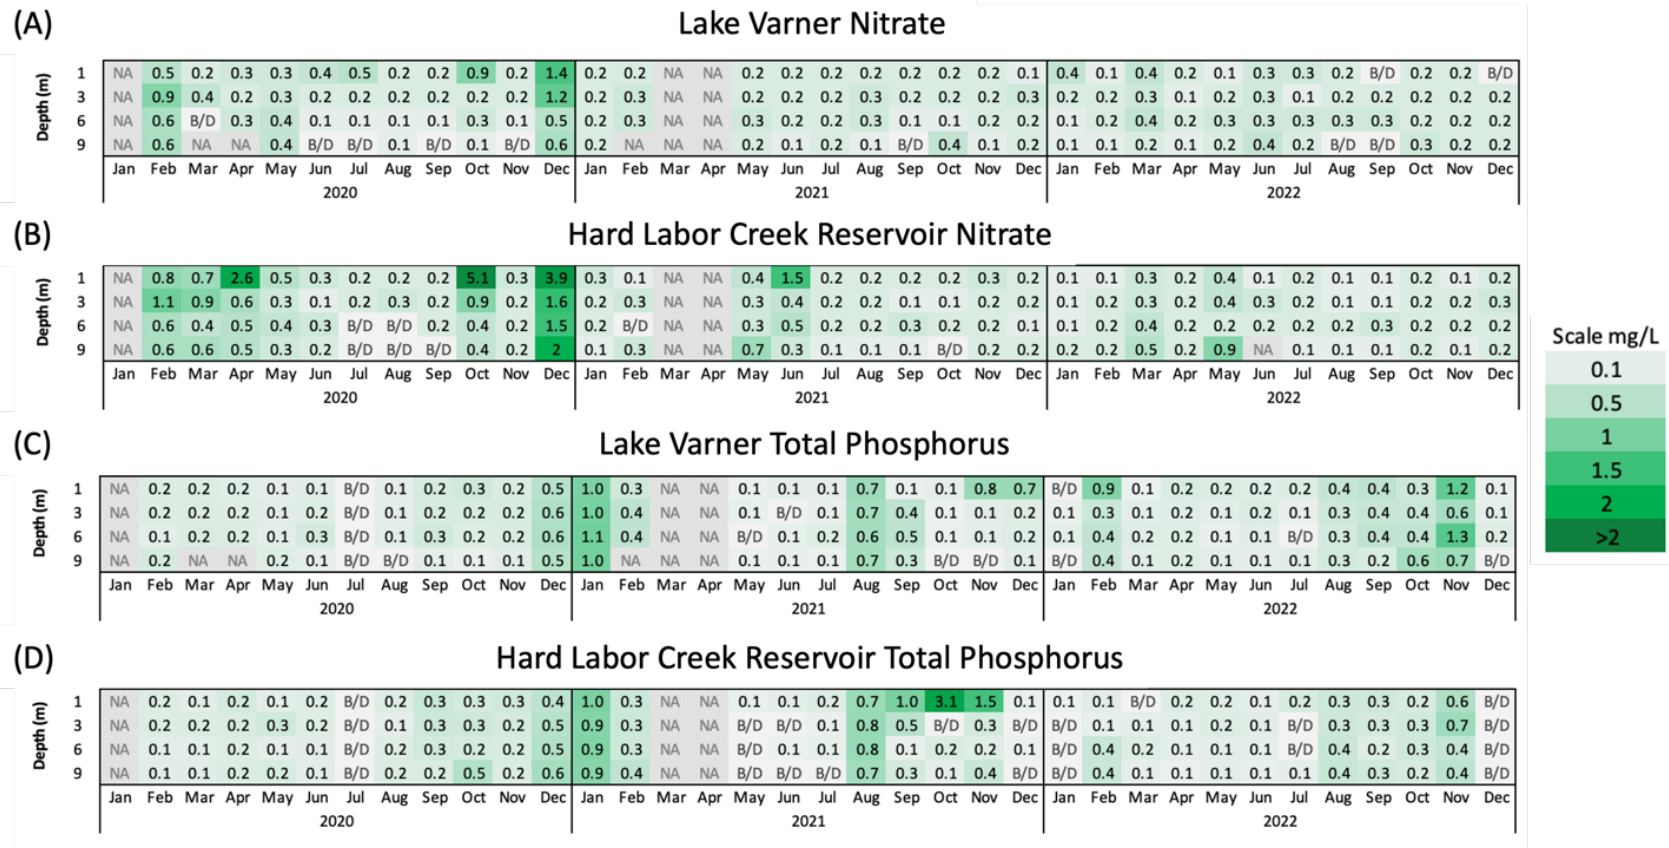 (A)
Lake Varner Nitrate
Depth (m)
1 NA 0.5 0.2 0.3 0.3 0.4 0.5 0.2 0.2 0.9 0.2 1.4 0.2 0.2 NA NA 0.2 0.2 0.2 0.2 0.2 0.2 0.2 0.1 0.4 0.1 0.4 0.2 0.1 0.3 0.3 0.2 B/D 0.2 0.2 B/D
3 NA 0.9 0.4 0.2 0.3 0.2 0.2 0.2 0.2 0.2 0.2 1.2 0.2 0.3 NA NA 0.2 0.2 0.2 0.3 0.2 0.2 0.2 0.3 0.2 0.2 0.3 0.1 0.2 0.3 0.1 0.2 0.2 0.2 0.2 0.2
6 NA 0.6 B/D 0.3 0.4 0.1 0.1 0.1 0.1 0.3 0.1 0.5 0.2 0.3 NA NA 0.3 0.2 0.2 0.3 0.1 0.1 0.2 0.2 0.1 0.2 0.4 0.2 0.3 0.3 0.3 0.3 0.3 0.2 0.2 0.2
9 NA 0.6 NA NA 0.4 B/D B/D 0.1 B/D 0.1 B/D 0.6 0.2 NA NA NA 0.2 0.1 0.2 0.1 B/D 0.4 0.1 0.2 0.1 0.1 0.2 0.1 0.2 0.4 0.2 B/D B/D 0.3 0.2 0.2
Jan Feb Mar Apr May Jun Jul Aug Sep Oct Nov Dec Jan Feb Mar Apr May Jun Jul Aug Sep Oct Nov Dec Jan Feb Mar Apr May Jun Jul Aug Sep Oct Nov Dec
2020 2021 2022
(B)
Hard Labor Creek Reservoir Nitrate
Depth (m)
1 NA 0.8 0.7 2.6 0.5 0.3 0.2 0.2 0.2 5.1 0.3 3.9 0.3 0.1 NA NA 0.4 1.5 0.2 0.2 0.2 0.2 0.3 0.2 0.1 0.1 0.3 0.2 0.4 0.1 0.2 0.1 0.1 0.2 0.1 0.2
3 NA 1.1 0.9 0.6 0.3 0.1 0.2 0.3 0.2 0.9 0.2 1.6 0.2 0.3 NA NA 0.3 0.4 0.2 0.2 0.1 0.1 0.2 0.2 0.1 0.2 0.3 0.2 0.4 0.3 0.2 0.1 0.1 0.2 0.2 0.3
6 NA 0.6 0.4 0.5 0.4 0.3 B/D B/D 0.2 0.4 0.2 1.5 0.2 B/D NA NA 0.3 0.5 0.2 0.2 0.3 0.2 0.2 0.1 0.1 0.2 0.4 0.2 0.2 0.2 0.2 0.2 0.3 0.2 0.2 0.2
9 NA 0.6 0.6 0.5 0.3 0.2 B/D B/D B/D 0.4 0.2 2 0.1 0.3 NA NA 0.7 0.3 0.1 0.1 0.1 B/D 0.2 0.2 0.2 0.2 0.5 0.2 0.9 NA 0.1 0.1 0.1 0.2 0.1 0.2
Jan Feb Mar Apr May Jun Jul Aug Sep Oct Nov Dec Jan Feb Mar Apr May Jun Jul Aug Sep Oct Nov Dec Jan Feb Mar Apr May Jun Jul Aug Sep Oct Nov Dec
2020 2021 2022
(C)
Lake Varner Total Phosphorus
Depth (m)
1 NA 0.2 0.2 0.2 0.1 0.1 B/D 0.1 0.2 0.3 0.2 0.5 1.0 0.3 NA NA 0.1 0.1 0.1 0.7 0.1 0.1 0.8 0.7 B/D 0.9 0.1 0.2 0.2 0.2 0.2 0.4 0.4 0.3 1.2 0.1
3 NA 0.2 0.2 0.2 0.1 0.2 B/D 0.1 0.2 0.2 0.2 0.6 1.0 0.4 NA NA 0.1 B/D 0.1 0.7 0.4 0.1 0.1 0.2 0.1 0.3 0.1 0.2 0.1 0.2 0.1 0.3 0.4 0.4 0.6 0.1
6 NA 0.1 0.2 0.2 0.1 0.3 B/D 0.1 0.3 0.2 0.2 0.6 1.1 0.4 NA NA B/D 0.1 0.2 0.6 0.5 0.1 0.1 0.2 0.1 0.4 0.2 0.2 0.1 0.1 B/D 0.3 0.4 0.4 1.3 0.2
9 NA 0.2 NA NA 0.2 0.1 B/D B/D 0.1 0.1 0.1 0.5 1.0 NA NA NA 0.1 0.1 0.1 0.7 0.3 B/D B/D 0.1 B/D 0.4 0.1 0.2 0.1 0.1 0.1 0.3 0.2 0.6 0.7 B/D
Jan Feb Mar Apr May Jun Jul Aug Sep Oct Nov Dec Jan Feb Mar Apr May Jun Jul Aug Sep Oct Nov Dec Jan Feb Mar Apr May Jun Jul Aug Sep Oct Nov Dec
2020 2021 2022
(D)
Hard Labor Creek Reservoir Total Phosphorus
Depth (m)
1 NA 0.2 0.1 0.2 0.1 0.2 B/D 0.2 0.3 0.3 0.3 0.4 1.0 0.3 NA NA 0.1 0.1 0.2 0.7 1.0 3.1 1.5 0.1 0.1 0.1 B/D 0.2 0.2 0.1 0.2 0.3 0.3 0.2 0.6 B/D
3 NA 0.2 0.2 0.2 0.3 0.2 B/D 0.1 0.3 0.3 0.2 0.5 0.9 0.3 NA NA B/D B/D 0.1 0.8 0.5 B/D 0.3 B/D B/D 0.1 0.1 0.1 0.2 0.1 B/D 0.3 0.3 0.3 0.7 B/D
6 NA 0.1 0.1 0.2 0.1 0.1 B/D 0.2 0.3 0.2 0.2 0.5 0.9 0.3 NA NA B/D 0.1 0.1 0.8 0.1 0.2 0.2 0.1 B/D 0.4 0.2 0.1 0.1 0.1 B/D 0.4 0.2 0.3 0.4 B/D
9 NA 0.1 0.1 0.2 0.2 0.1 B/D 0.2 0.2 0.5 0.2 0.6 0.9 0.4 NA NA B/D B/D B/D 0.7 0.3 0.1 0.4 B/D B/D 0.4 0.1 0.1 0.1 0.1 0.1 0.4 0.3 0.2 0.4 B/D
Jan Feb Mar Apr May Jun Jul Aug Sep Oct Nov Dec Jan Feb Mar Apr May Jun Jul Aug Sep Oct Nov Dec Jan Feb Mar Apr May Jun Jul Aug Sep Oct Nov Dec
2020 2021 2022
Scale mg/L
0.1
0.5
1
1.5
2
>2